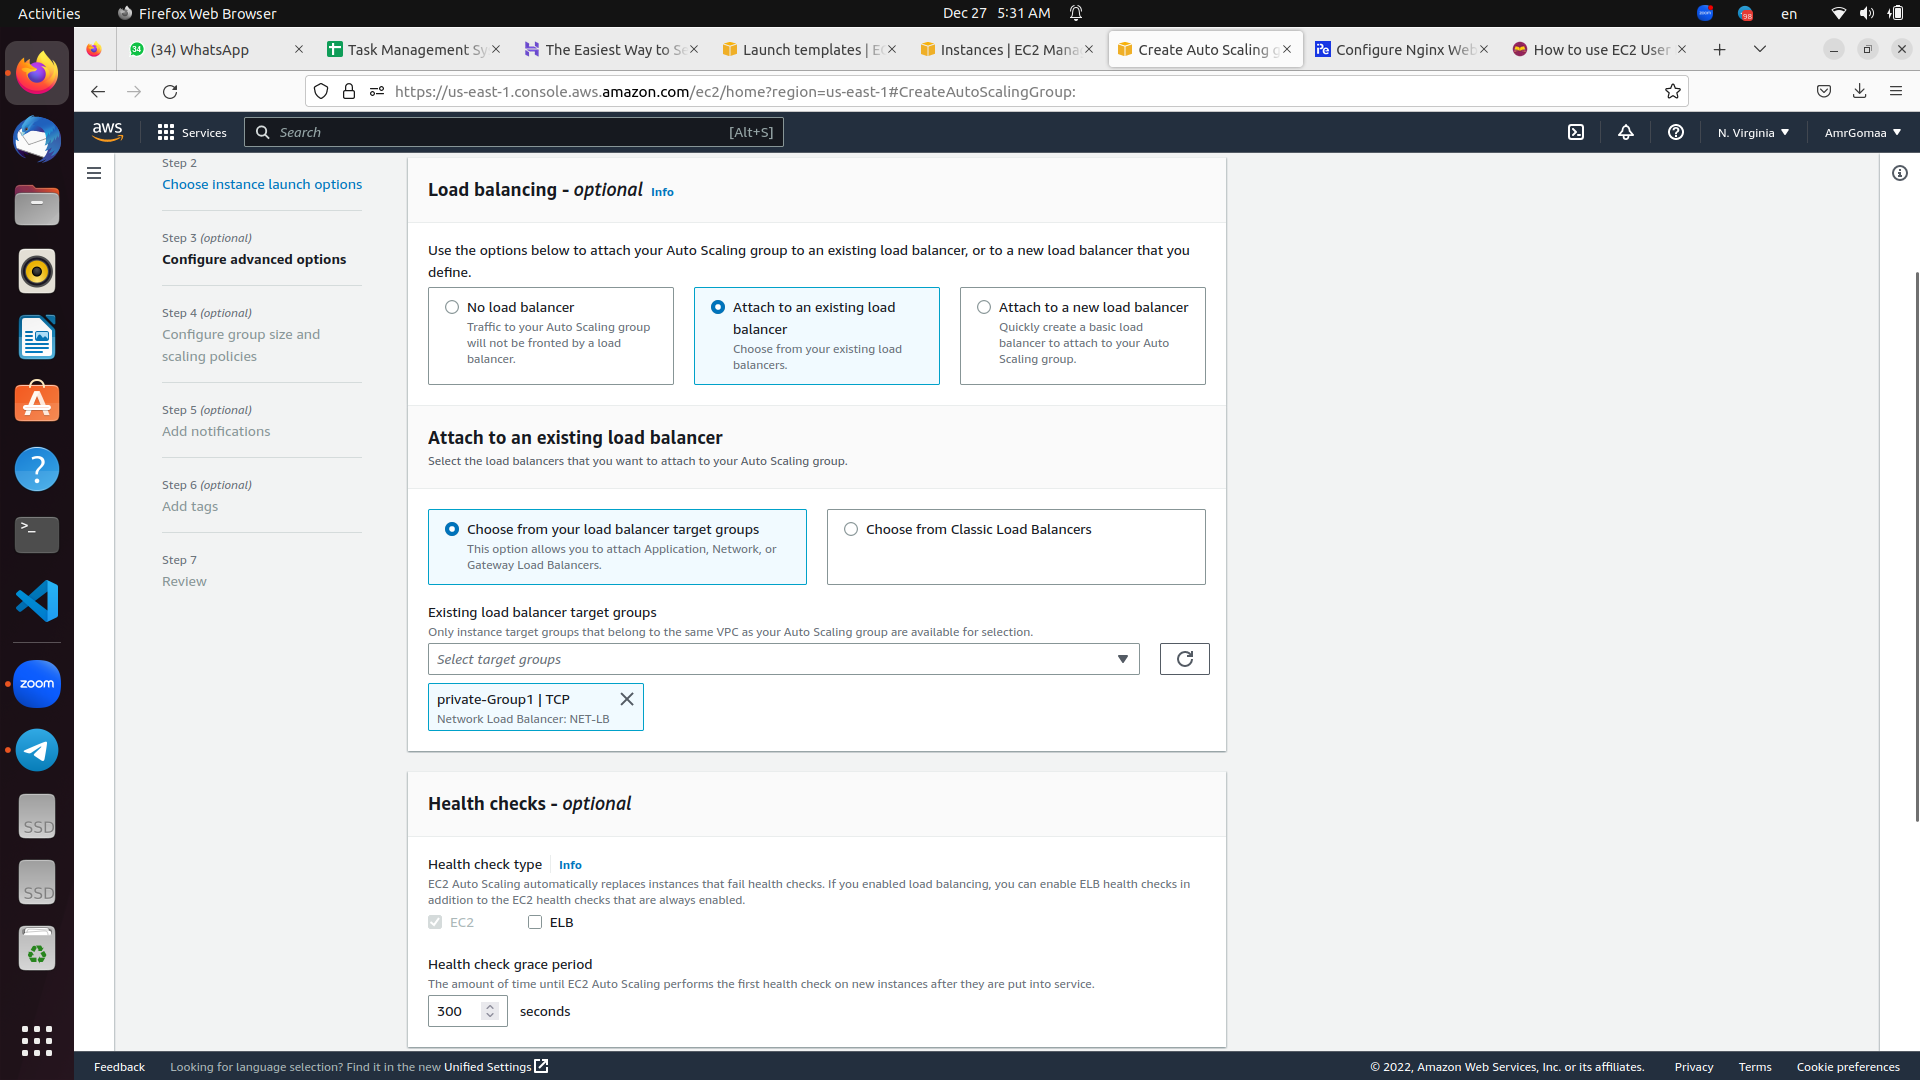 Activities
Firefox Web Browser
Dec 27 5:31 AM
en
(34) WhatsApp
Task Management Sy
The Easiest Way to Se
Launch templates | EC
Instances | EC2 Mana
Create Auto Scaling g
Configure Nginx Web
How to use EC2 User
https://us-east-1.console.aws.amazon.com/ec2/home?region=us-east-1#CreateAutoScalingGroup:
aws
Services
Search
[Alt+S]
N. Virginia
AmrGomaa
Step 2
Choose instance launch options
Step 3 (optional)
Configure advanced options
Step 4 (optional)
Configure group size and
scaling policies
Step 5 (optional)
Add notifications
Step 6 (optional)
Add tags
Step 7
Review
Load balancing - optional Info
Use the options below to attach your Auto Scaling group to an existing load balancer, or to a new load balancer that you
define.
No load balancer
Traffic to your Auto Scaling group
will not be fronted by a load
balancer.
Attach to an existing load
balancer
Choose from your existing load
balancers.
Attach to a new load balancer
Quickly create a basic load
balancer to attach to your Auto
Scaling group.
Attach to an existing load balancer
Select the load balancers that you want to attach to your Auto Scaling group.
Choose from your load balancer target groups
This option allows you to attach Application, Network, or
Gateway Load Balancers.
Choose from Classic Load Balancers
Existing load balancer target groups
Only instance target groups that belong to the same VPC as your Auto Scaling group are available for selection.
Select target groups
private-Group1 | TCP
Network Load Balancer: NET-LB
Health checks - optional
Health check type Info
EC2 Auto Scaling automatically replaces instances that fail health checks. If you enabled load balancing, you can enable ELB health checks in
addition to the EC2 health checks that are always enabled.
EC2
ELB
Health check grace period
The amount of time until EC2 Auto Scaling performs the first health check on new instances after they are put into service.
300
seconds
zoom
SSD
SSD
Feedback
Looking for language selection? Find it in the new Unified Settings
© 2022, Amazon Web Services, Inc. or its affiliates.
Privacy
Terms
Cookie preferences